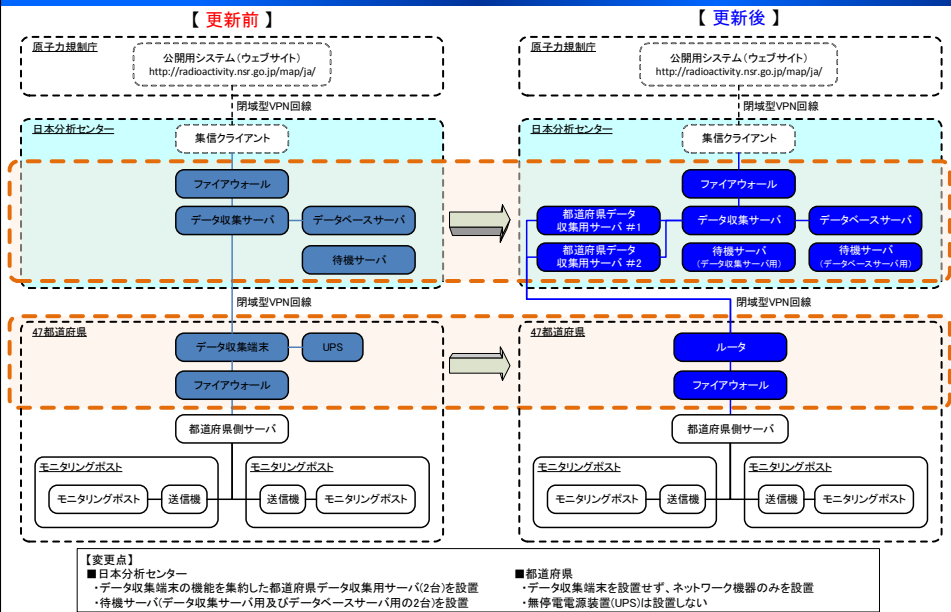 【 更新前 】
原子力規制庁
公開用システム(ウェブサイト)
http://radioactivity.nsr.go.jp/map/ja/
閉域型VPN回線
日本分析センター
集信クライアント
ファイアウォール
データ収集サーバ
データベースサーバ
待機サーバ
閉域型VPN回線
47都道府県
データ収集端末
UPS
ファイアウォール
都道府県側サーバ
モニタリングポスト
モニタリングポスト
送信機
モニタリングポスト
送信機
モニタリングポスト
【 更新後 】
原子力規制庁
公開用システム(ウェブサイト)
http://radioactivity.nsr.go.jp/map/ja/
閉域型VPN回線
日本分析センター
集信クライアント
ファイアウォール
都道府県データ
収集用サーバ #1
データ収集サーバ
データベースサーバ
都道府県データ
収集用サーバ #2
待機サーバ
(データ収集サーバ用)
待機サーバ
(データベースサーバ用)
閉域型VPN回線
47都道府県
ルータ
ファイアウォール
都道府県側サーバ
モニタリングポスト
モニタリングポスト
送信機
モニタリングポスト
送信機
モニタリングポスト
【変更点】
■日本分析センター
・データ収集端末の機能を集約した都道府県データ収集用サーバ(2台)を設置
・待機サーバ(データ収集サーバ用及びデータベースサーバ用の2台)を設置
■都道府県
・データ収集端末を設置せず、ネットワーク機器のみを設置
・無停電電源装置(UPS)は設置しない